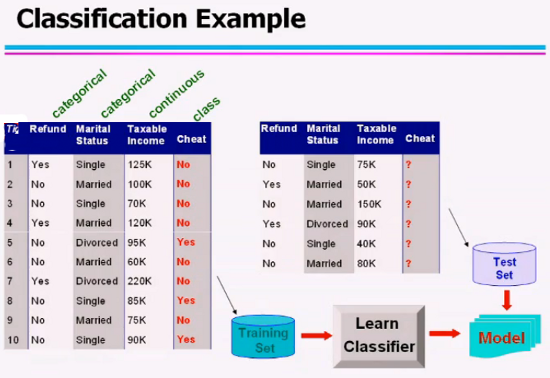 Classification Example
categorical
categorical
continuous
class
Refund Marital Status Taxable Income Cheat
1 Yes Single 125K No
2 No Married 100K No
3 No Single 70K No
4 Yes Married 120K No
5 No Divorced 95K Yes
6 No Married 60K No
7 Yes Divorced 220K No
8 No Single 85K Yes
9 No Married 75K No
10 No Single 90K Yes
Refund Marital Status Taxable Income Cheat
No Single 75K ?
Yes Married 50K ?
No Married 150K ?
Yes Divorced 90K ?
No Single 40K ?
No Married 80K ?
Test
Set
Training
Set
Learn
Classifier
Model